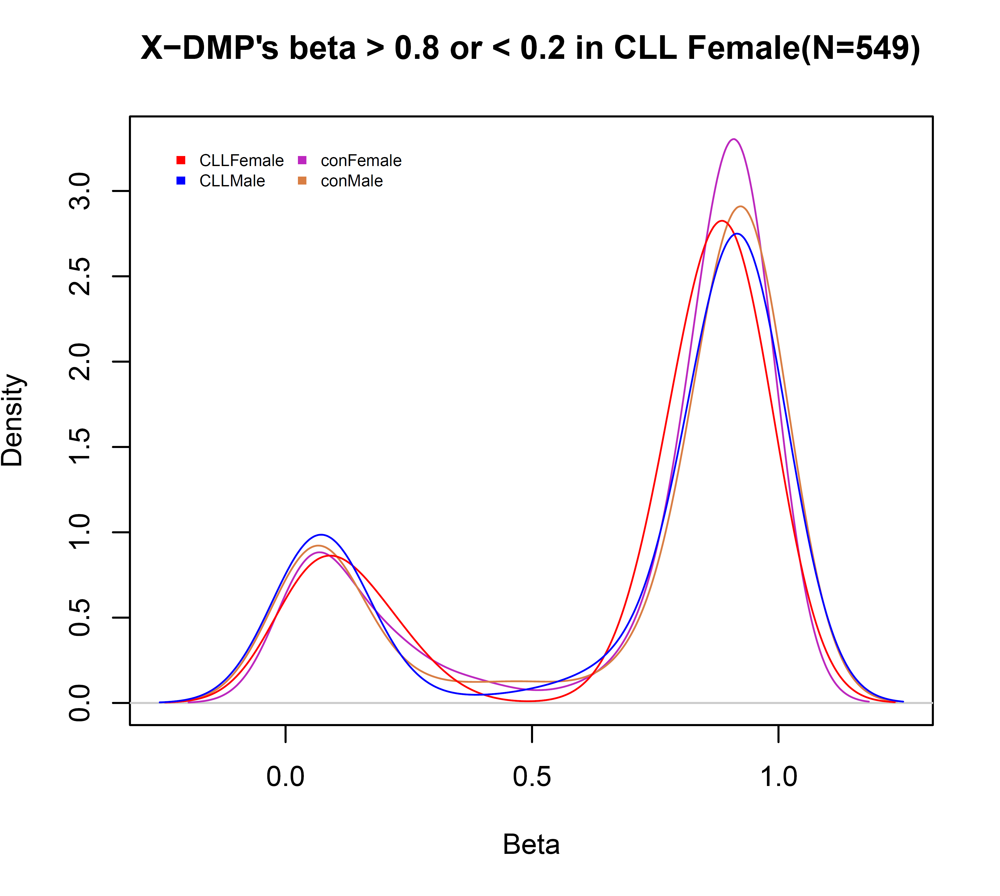 X−DMP's beta > 0.8 or < 0.2 in CLL Female(N=549)
CLLFemale conFemale
CLLMale conMale
3.0
2.5
2.0
1.5
1.0
0.5
0.0
Density
0.0 0.5 1.0
Beta